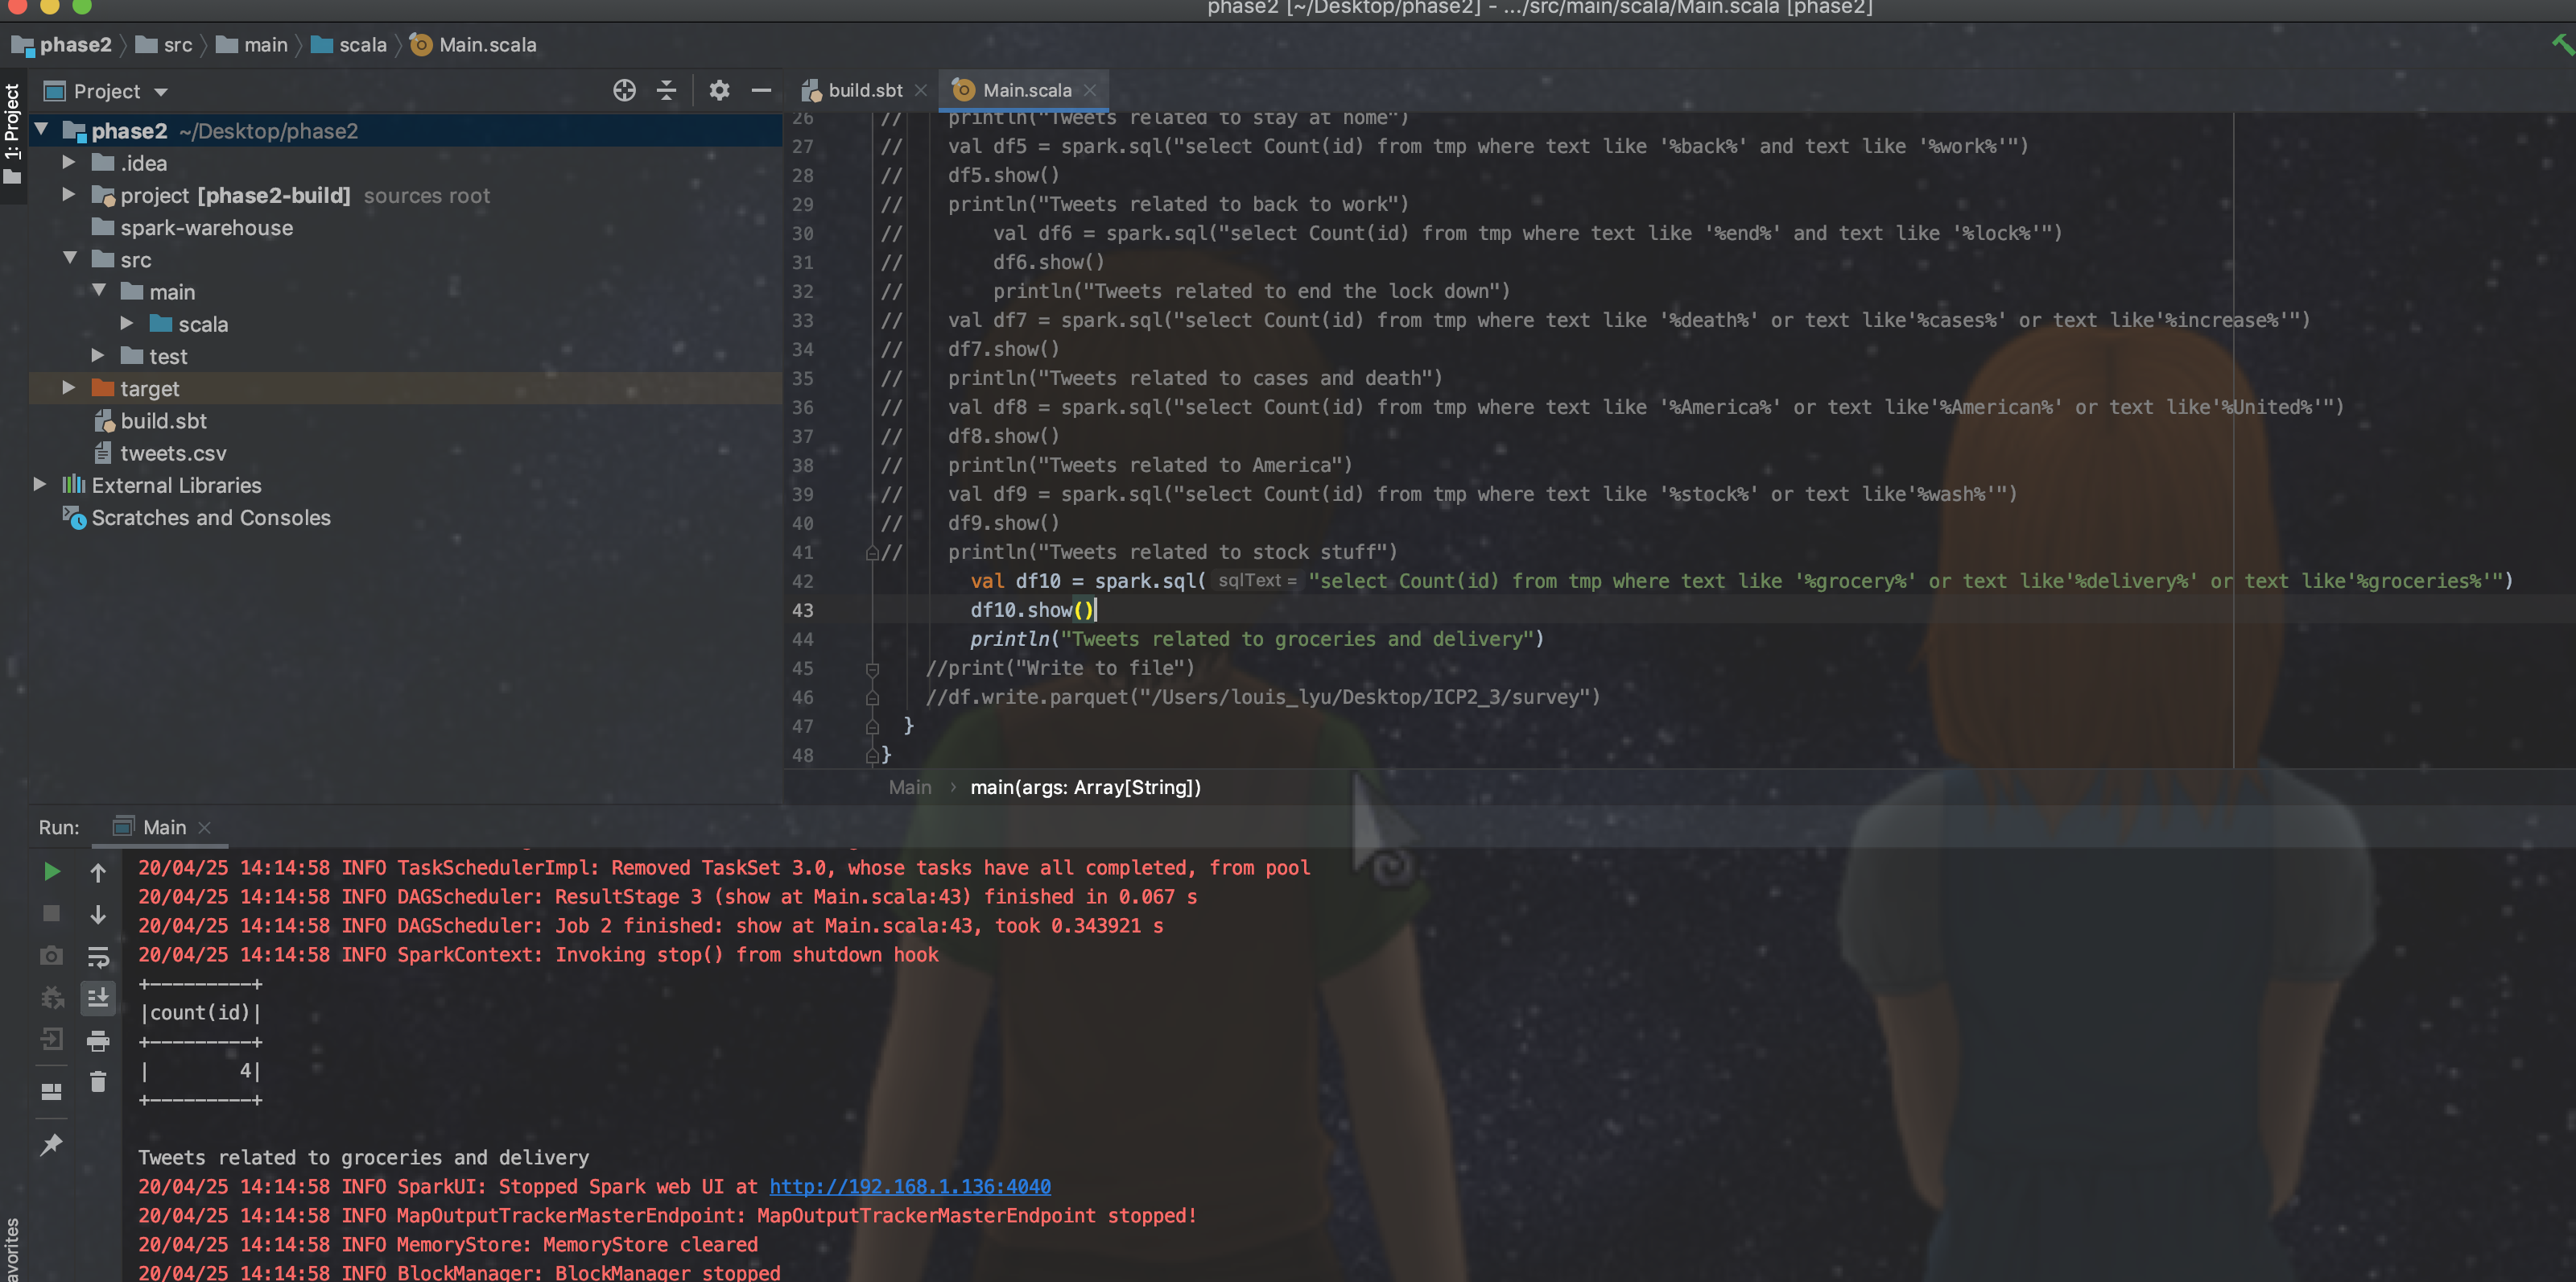 phase2 [~/Desktop/phase2] - .../src/main/scala/Main.scala [phase2]
phase2 src main scala Main.scala
1: Project
Project
build.sbt Main.scala
phase2 ~/Desktop/phase2
.idea
project [phase2-build] sources root
spark-warehouse
src
main
scala
test
target
build.sbt
tweets.csv
External Libraries
Scratches and Consoles
26 // println("Tweets related to stay at home")
27 // val df5 = spark.sql("select Count(id) from tmp where text like '%back%' and text like '%work%'")
28 // df5.show()
29 // println("Tweets related to back to work")
30 // val df6 = spark.sql("select Count(id) from tmp where text like '%end%' and text like '%lock%'")
31 // df6.show()
32 // println("Tweets related to end the lock down")
33 // val df7 = spark.sql("select Count(id) from tmp where text like '%death%' or text like'%cases%' or text like'%increase%'")
34 // df7.show()
35 // println("Tweets related to cases and death")
36 // val df8 = spark.sql("select Count(id) from tmp where text like '%America%' or text like'%American%' or text like'%United%'")
37 // df8.show()
38 // println("Tweets related to America")
39 // val df9 = spark.sql("select Count(id) from tmp where text like '%stock%' or text like'%wash%'")
40 // df9.show()
41 // println("Tweets related to stock stuff")
42 val df10 = spark.sql( sqlText = "select Count(id) from tmp where text like '%grocery%' or text like'%delivery%' or text like'%groceries%'")
43 df10.show()
44 println("Tweets related to groceries and delivery")
45 //print("Write to file")
46 //df.write.parquet("/Users/louis_lyu/Desktop/ICP2_3/survey")
47 }
48 }
Main › main(args: Array[String])
Run: Main
20/04/25 14:14:58 INFO TaskSchedulerImpl: Removed TaskSet 3.0, whose tasks have all completed, from pool
20/04/25 14:14:58 INFO DAGScheduler: ResultStage 3 (show at Main.scala:43) finished in 0.067 s
20/04/25 14:14:58 INFO DAGScheduler: Job 2 finished: show at Main.scala:43, took 0.343921 s
20/04/25 14:14:58 INFO SparkContext: Invoking stop() from shutdown hook
+---------+
|count(id)|
+---------+
|        4|
+---------+
Tweets related to groceries and delivery
20/04/25 14:14:58 INFO SparkUI: Stopped Spark web UI at http://192.168.1.136:4040
20/04/25 14:14:58 INFO MapOutputTrackerMasterEndpoint: MapOutputTrackerMasterEndpoint stopped!
20/04/25 14:14:58 INFO MemoryStore: MemoryStore cleared
20/04/25 14:14:58 INFO BlockManager: BlockManager stopped